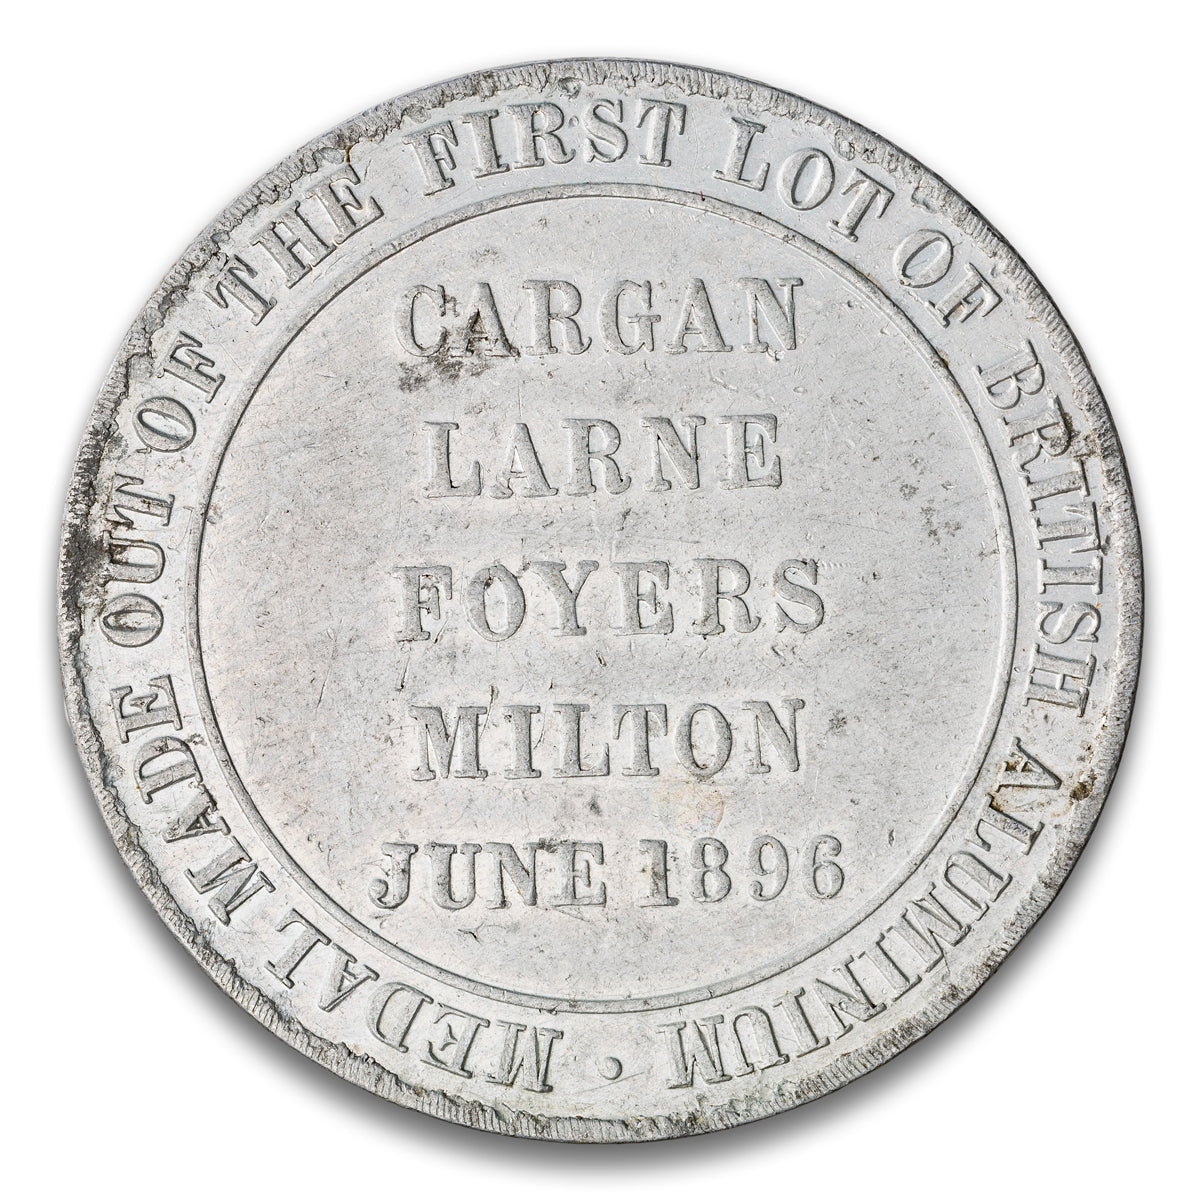 MEDAL MADE OUT OF THE FIRST LOT OF BRITISH ALUMINIUM ·
CARGAN
LARNE
FOYERS
MILTON
JUNE 1896